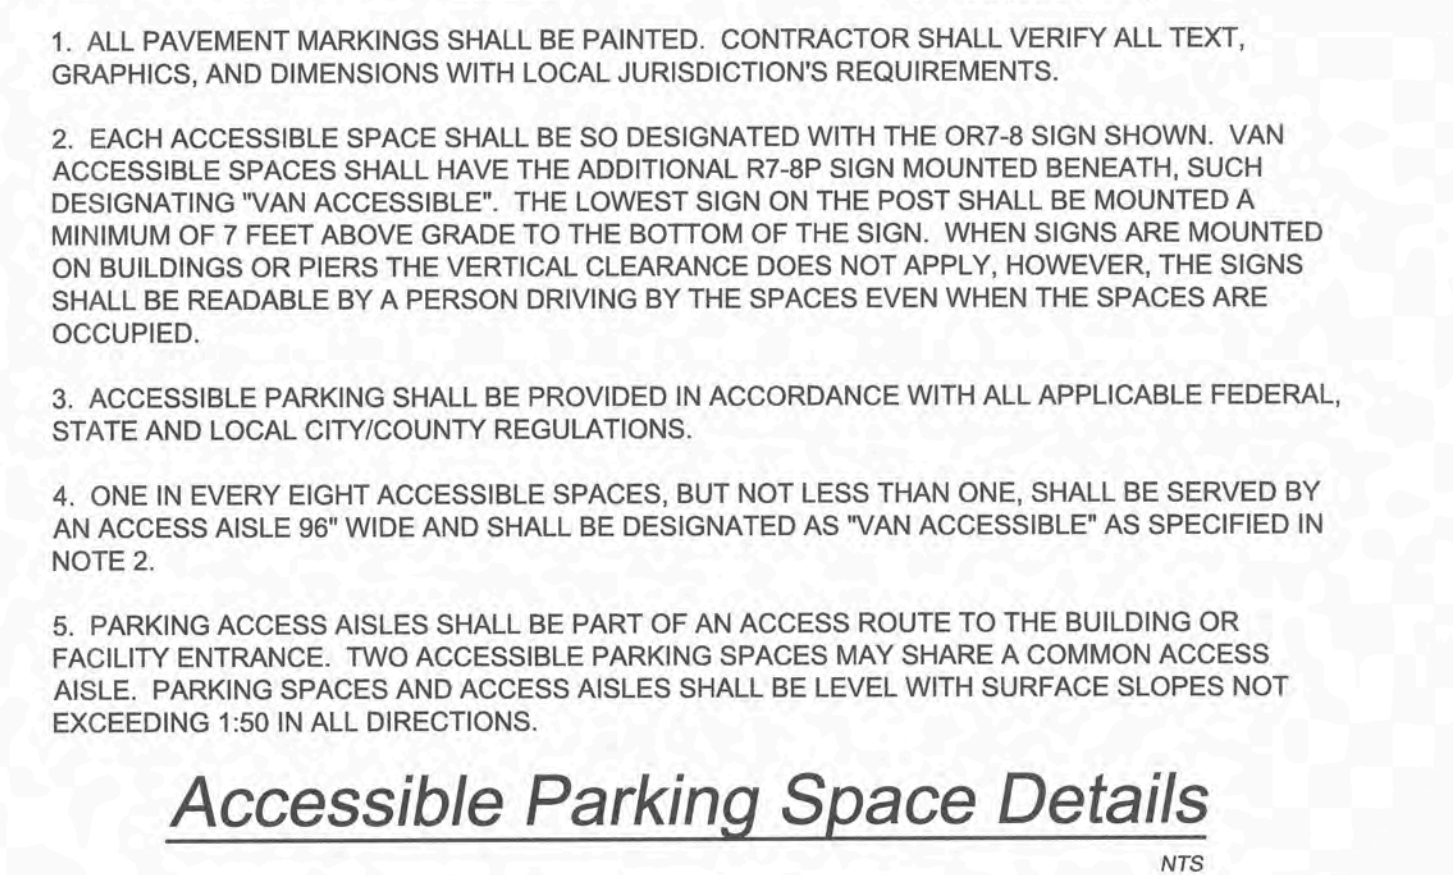 1. ALL PAVEMENT MARKINGS SHALL BE PAINTED. CONTRACTOR SHALL VERIFY ALL TEXT,
GRAPHICS, AND DIMENSIONS WITH LOCAL JURISDICTION'S REQUIREMENTS.
2. EACH ACCESSIBLE SPACE SHALL BE SO DESIGNATED WITH THE OR7-8 SIGN SHOWN. VAN
ACCESSIBLE SPACES SHALL HAVE THE ADDITIONAL R7-8P SIGN MOUNTED BENEATH, SUCH
DESIGNATING "VAN ACCESSIBLE". THE LOWEST SIGN ON THE POST SHALL BE MOUNTED A
MINIMUM OF 7 FEET ABOVE GRADE TO THE BOTTOM OF THE SIGN. WHEN SIGNS ARE MOUNTED
ON BUILDINGS OR PIERS THE VERTICAL CLEARANCE DOES NOT APPLY, HOWEVER, THE SIGNS
SHALL BE READABLE BY A PERSON DRIVING BY THE SPACES EVEN WHEN THE SPACES ARE
OCCUPIED.
3. ACCESSIBLE PARKING SHALL BE PROVIDED IN ACCORDANCE WITH ALL APPLICABLE FEDERAL,
STATE AND LOCAL CITY/COUNTY REGULATIONS.
4. ONE IN EVERY EIGHT ACCESSIBLE SPACES, BUT NOT LESS THAN ONE, SHALL BE SERVED BY
AN ACCESS AISLE 96" WIDE AND SHALL BE DESIGNATED AS "VAN ACCESSIBLE" AS SPECIFIED IN
NOTE 2.
5. PARKING ACCESS AISLES SHALL BE PART OF AN ACCESS ROUTE TO THE BUILDING OR
FACILITY ENTRANCE. TWO ACCESSIBLE PARKING SPACES MAY SHARE A COMMON ACCESS
AISLE. PARKING SPACES AND ACCESS AISLES SHALL BE LEVEL WITH SURFACE SLOPES NOT
EXCEEDING 1:50 IN ALL DIRECTIONS.
Accessible Parking Space Details
NTS